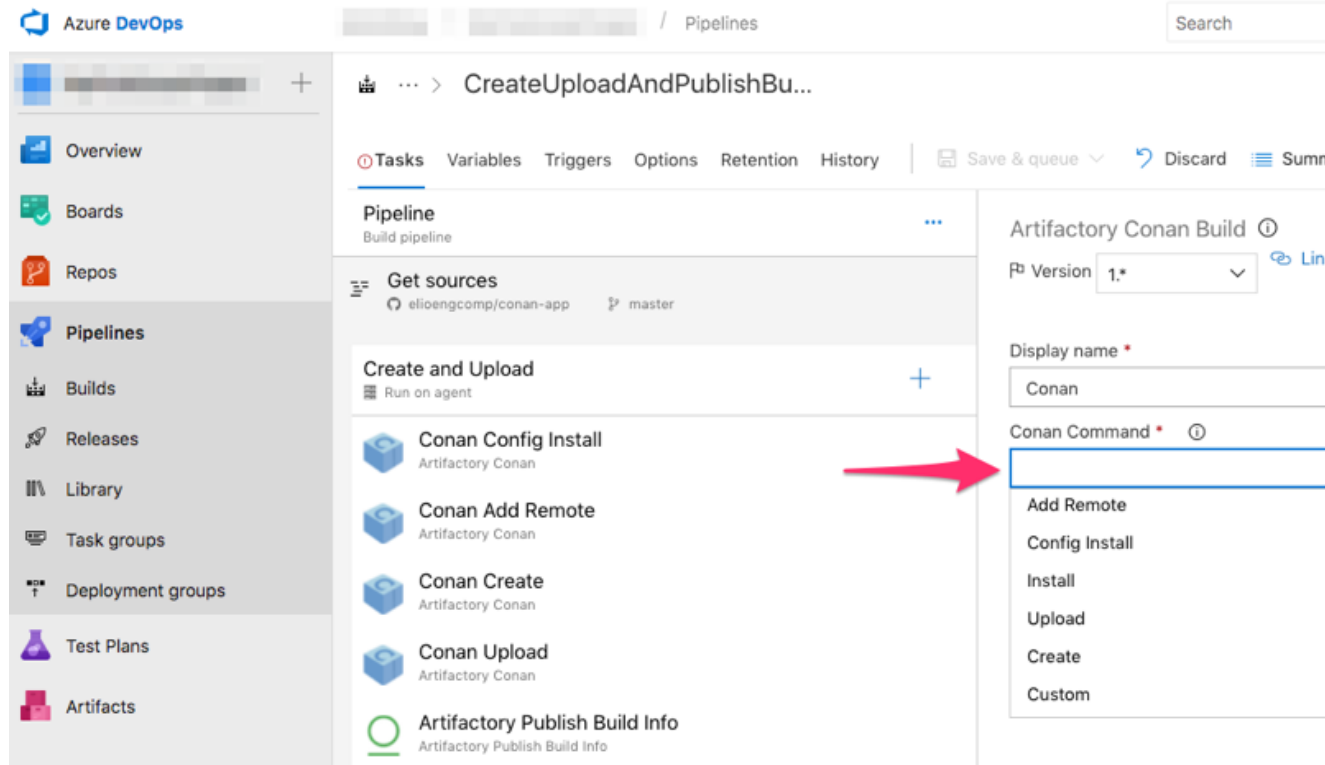 Azure DevOps
/ Pipelines
Search
CreateUploadAndPublishBu...
Overview
Boards
Repos
Pipelines
Builds
Releases
Library
Task groups
Deployment groups
Test Plans
Artifacts
Tasks Variables Triggers Options Retention History
Save & queue Discard Summ
Pipeline
Build pipeline
Get sources
elioengcomp/conan-app master
Create and Upload
Run on agent
Conan Config Install
Artifactory Conan
Conan Add Remote
Artifactory Conan
Conan Create
Artifactory Conan
Conan Upload
Artifactory Conan
Artifactory Publish Build Info
Artifactory Publish Build Info
Artifactory Conan Build
Version 1.* Lin
Display name *
Conan
Conan Command *
Add Remote
Config Install
Install
Upload
Create
Custom